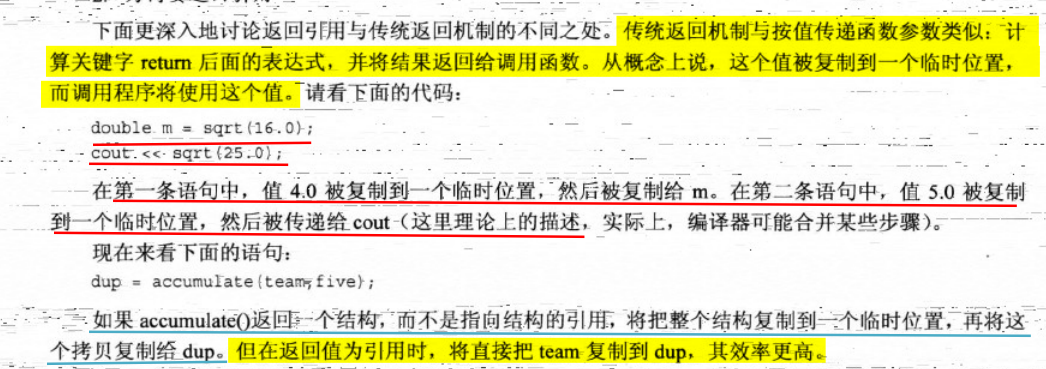 下面更深入地讨论返回引用与传统返回机制的不同之处。传统返回机制与按值传递函数参数类似：计
算关键字 return 后面的表达式，并将结果返回给调用函数。从概念上说，这个值被复制到一个临时位置，
而调用程序将使用这个值。请看下面的代码：
double m = sqrt(16.0);
cout << sqrt(25.0);
在第一条语句中，值 4.0 被复制到一个临时位置，然后被复制给 m。在第二条语句中，值 5.0 被复制
到一个临时位置，然后被传递给 cout（这里理论上的描述，实际上，编译器可能合并某些步骤）。
现在来看下面的语句：
dup = accumulate(team,five);
如果 accumulate()返回一个结构，而不是指向结构的引用，将把整个结构复制到一个临时位置，再将这
个拷贝复制给 dup。但在返回值为引用时，将直接把 team 复制到 dup，其效率更高。